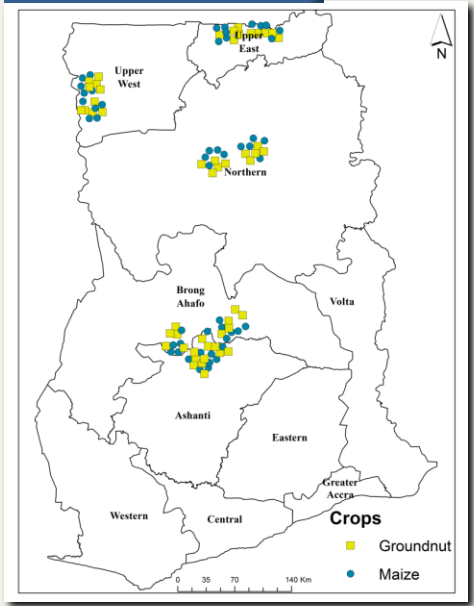 Upper
East
Upper
West
N
Northern
Brong
Ahafo
Volta
Ashanti
Eastern
Greater
Accra
Western
Central
Crops
Groundnut
Maize
0 35 70 140 Km